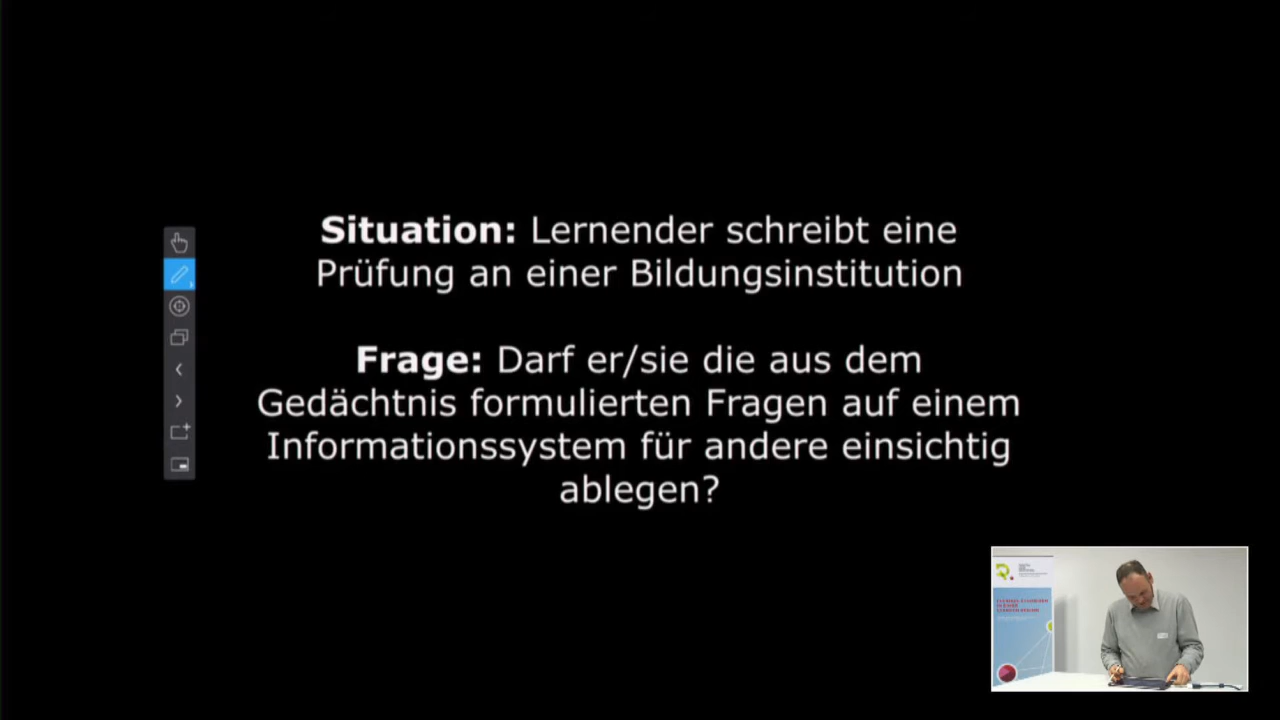 Situation: Lernender schreibt eine
Prüfung an einer Bildungsinstitution
Frage: Darf er/sie die aus dem
Gedächtnis formulierten Fragen auf einem
Informationssystem für andere einsichtig
ablegen?